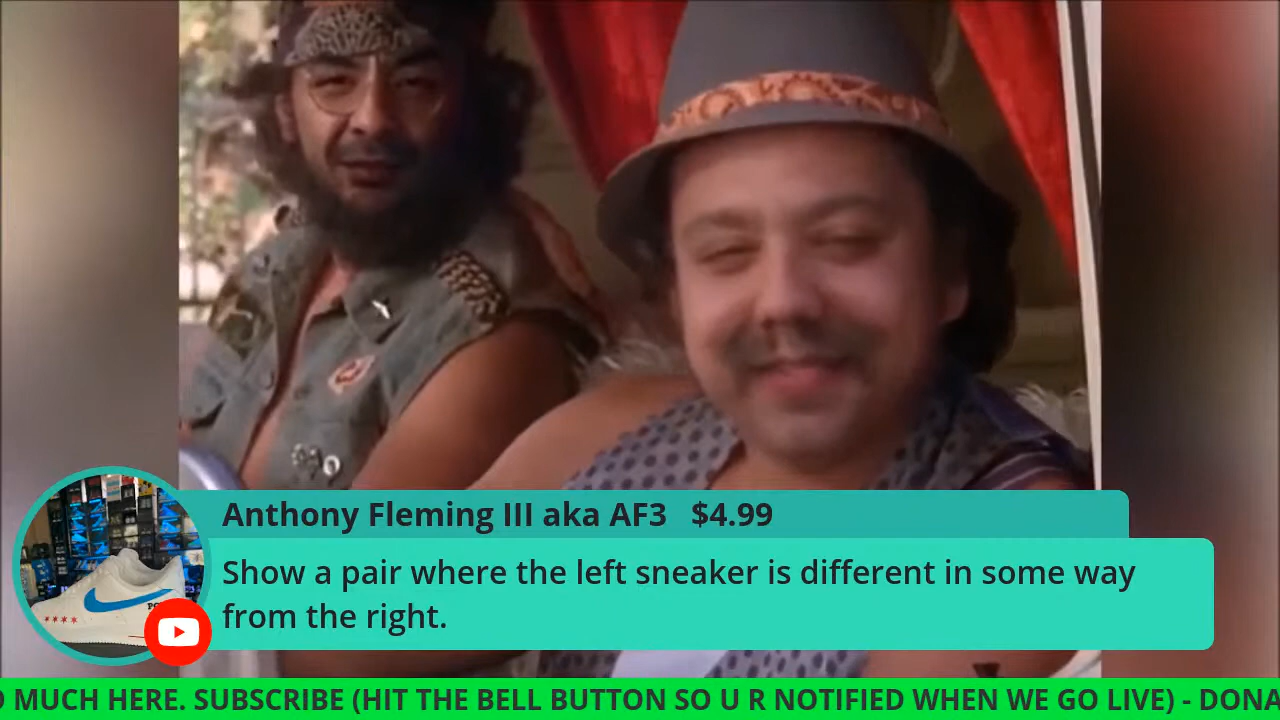 Anthony Fleming III aka AF3 $4.99
Show a pair where the left sneaker is different in some way
from the right.
MUCH HERE. SUBSCRIBE (HIT THE BELL BUTTON SO U R NOTIFIED WHEN WE GO LIVE) - DONA